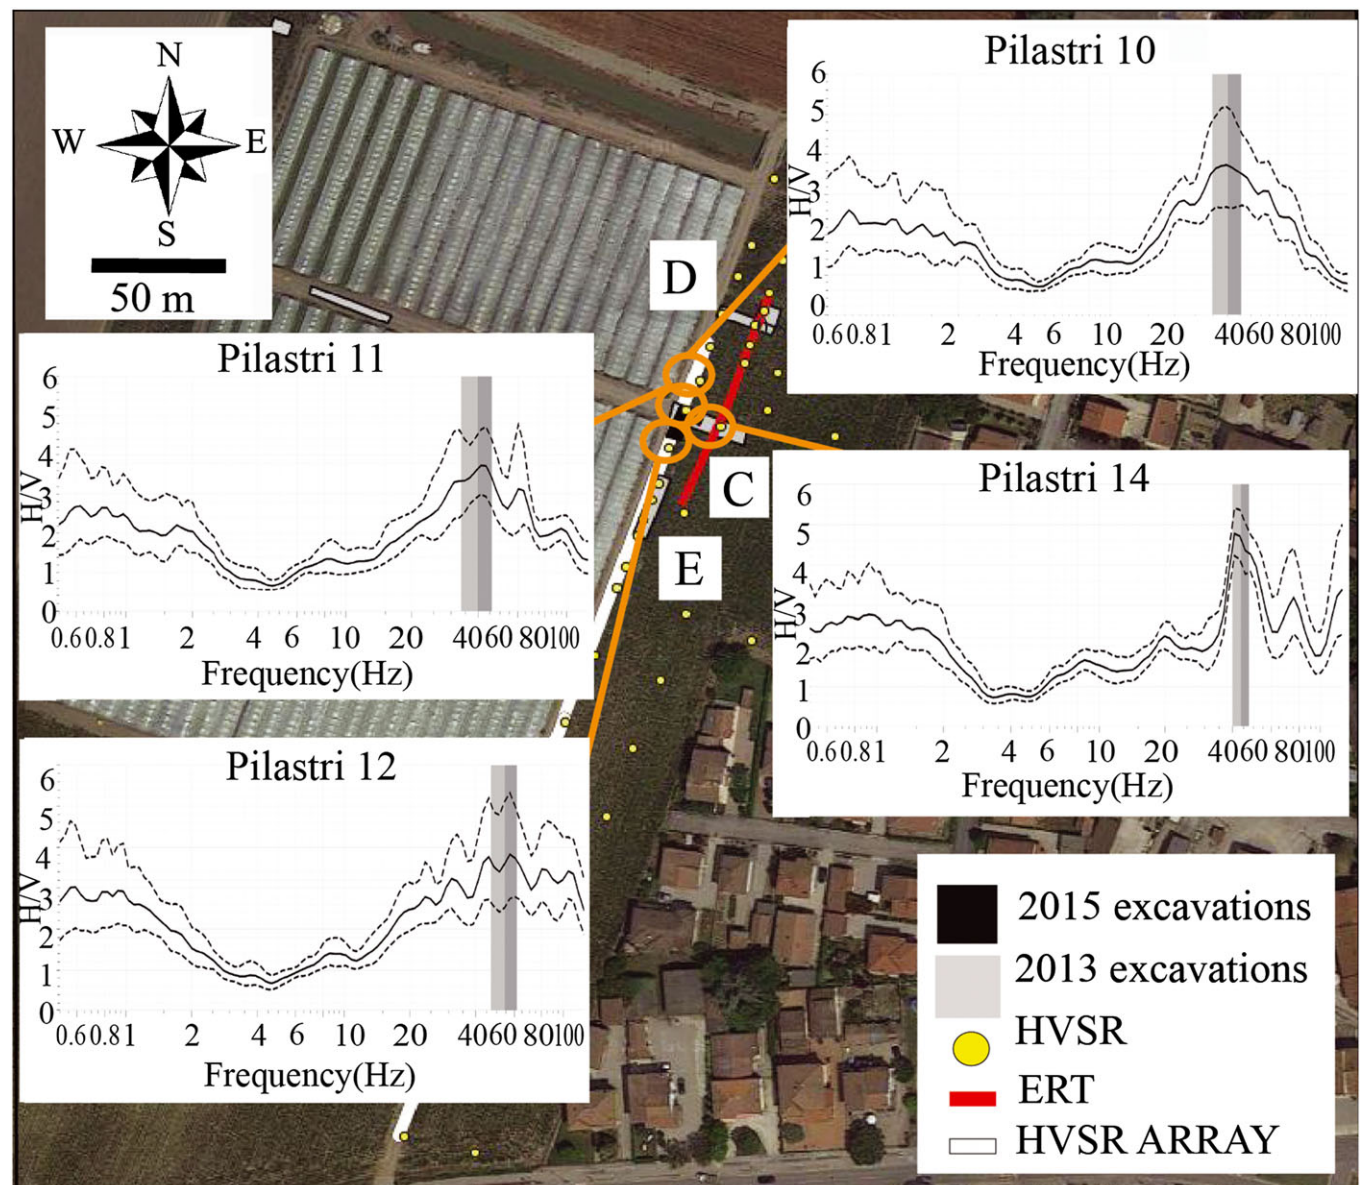 N
W E
S
50 m
Pilastri 10
6
5
4
3
2
1
0
H/V
0.6 0.8 1 2 4 6 10 20 40 60 80 100
Frequency(Hz)
D
Pilastri 11
6
5
4
3
2
1
0
H/V
0.6 0.8 1 2 4 6 10 20 40 60 80 100
Frequency(Hz)
C
E
Pilastri 14
6
5
4
3
2
1
0
H/V
0.6 0.8 1 2 4 6 10 20 40 60 80 100
Frequency(Hz)
Pilastri 12
6
5
4
3
2
1
0
H/V
0.6 0.8 1 2 4 6 10 20 40 60 80 100
Frequency(Hz)
2015 excavations
2013 excavations
HVSR
ERT
HVSR ARRAY